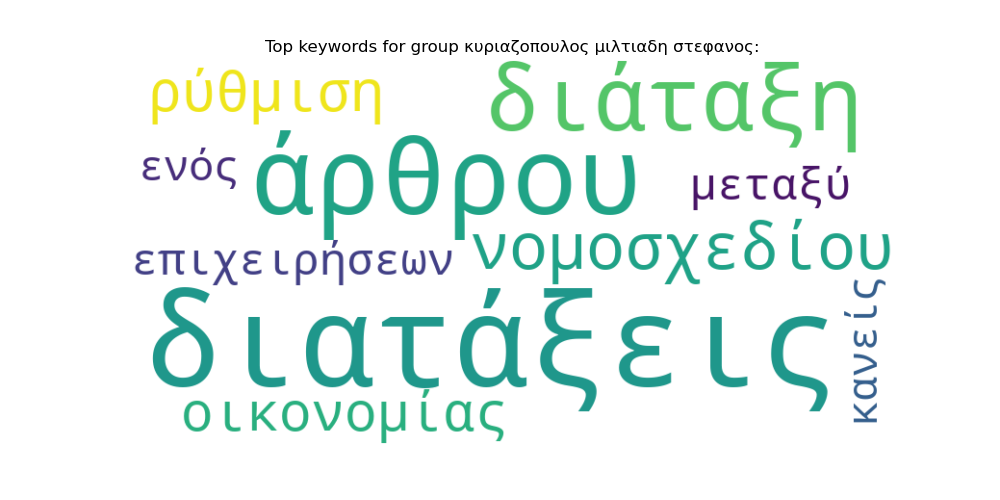 Top keywords for group κυριαζοπουλος μιλτιαδη στεφανος:
ρύθμιση
διάταξη
ενός
άρθρου
μεταξύ
επιχειρήσεων
νομοσχεδίου
διατάξεις
κανείς
οικονομίας